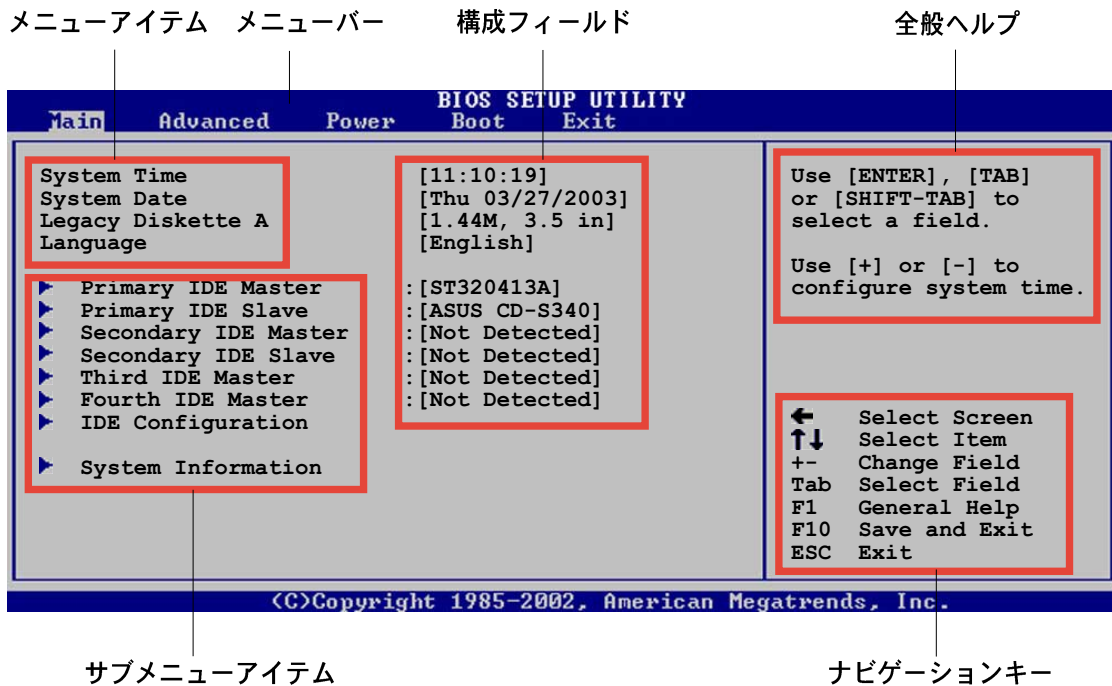 メニューアイテム メニューバー 構成フィールド 全般ヘルプ
BIOS SETUP UTILITY
Main Advanced Power Boot Exit
System Time [11:10:19]
System Date [Thu 03/27/2003]
Legacy Diskette A [1.44M, 3.5 in]
Language [English]
Primary IDE Master :[ST320413A]
Primary IDE Slave :[ASUS CD-S340]
Secondary IDE Master :[Not Detected]
Secondary IDE Slave :[Not Detected]
Third IDE Master :[Not Detected]
Fourth IDE Master :[Not Detected]
IDE Configuration
System Information
Use [ENTER], [TAB]
or [SHIFT-TAB] to
select a field.
Use [+] or [-] to
configure system time.
← Select Screen
↑↓ Select Item
+- Change Field
Tab Select Field
F1 General Help
F10 Save and Exit
ESC Exit
(C)Copyright 1985-2002, American Megatrends, Inc.
サブメニューアイテム ナビゲーションキー